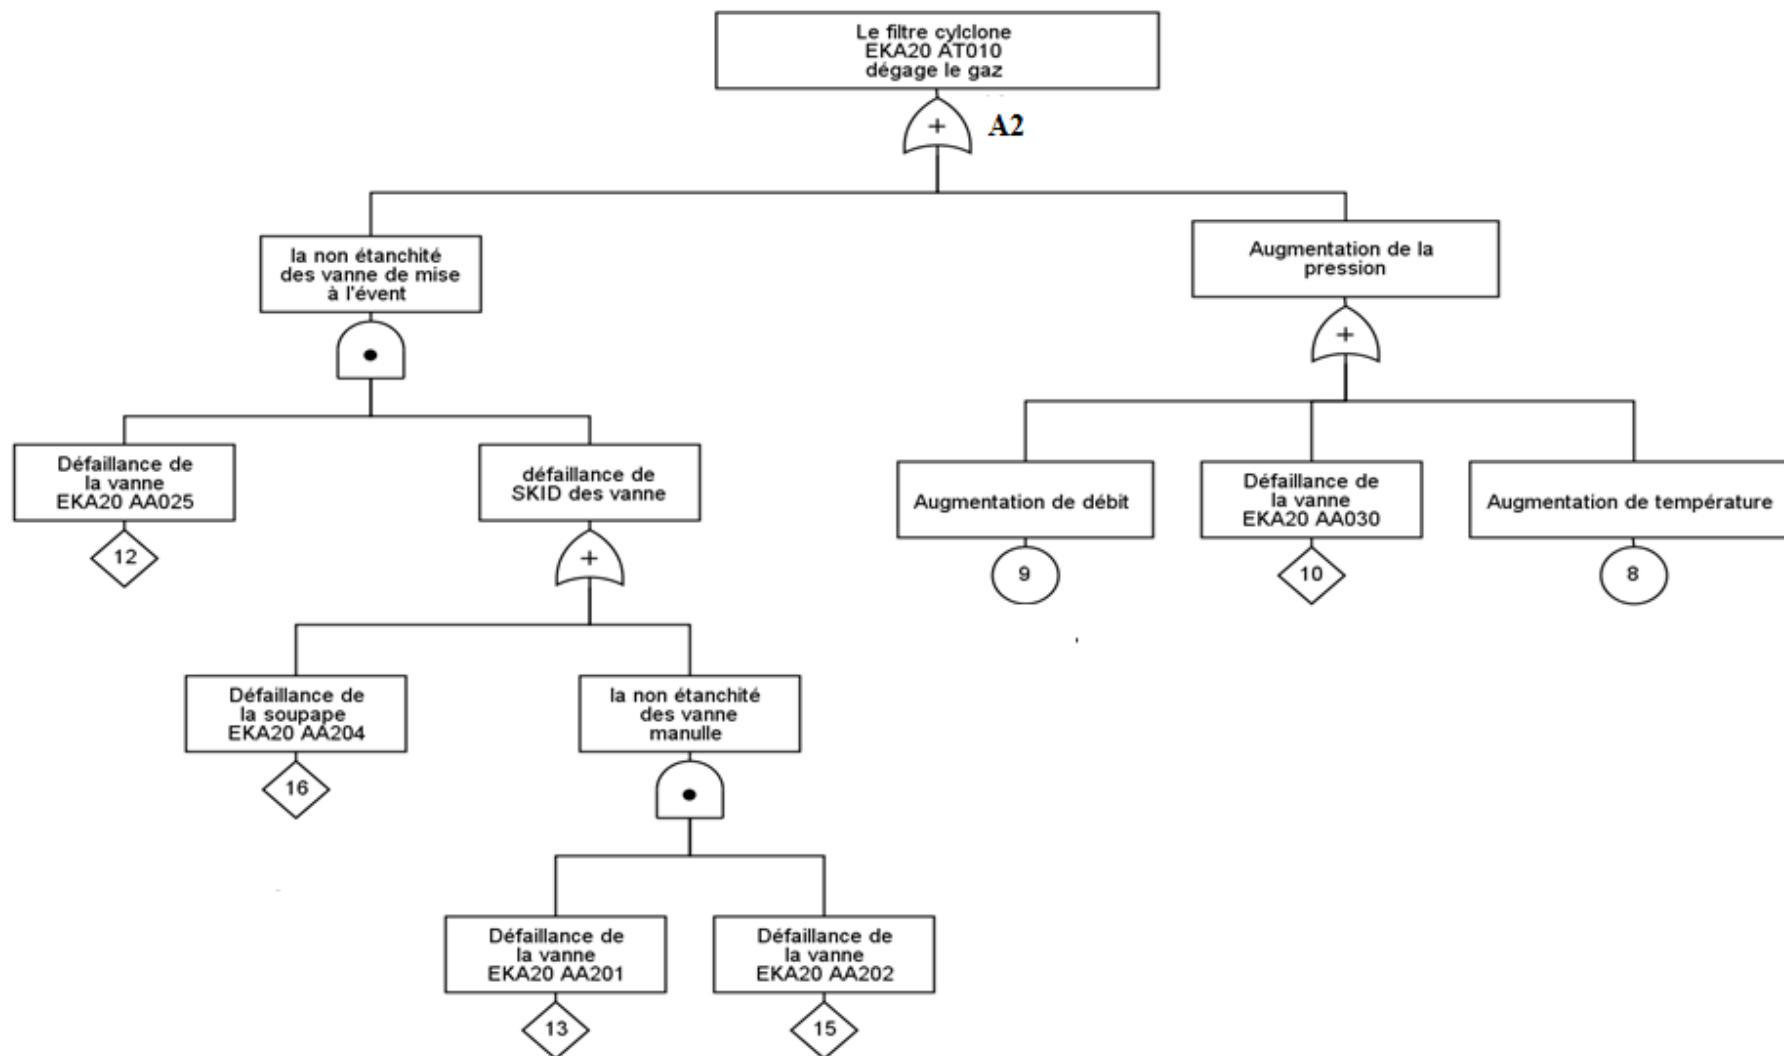 Le filtre cylclone
EKA20 AT010
dégage le gaz
+
A2
la non étanchité
des vanne de mise
à l'évent
Augmentation de la
pression
+
Défaillance de
la vanne
EKA20 AA025
12
défaillance de
SKID des vanne
+
Augmentation de débit
9
Défaillance de
la vanne
EKA20 AA030
10
Augmentation de température
8
Défaillance de
la soupape
EKA20 AA204
16
la non étanchité
des vanne
manulle
Défaillance de
la vanne
EKA20 AA201
13
Défaillance de
la vanne
EKA20 AA202
15